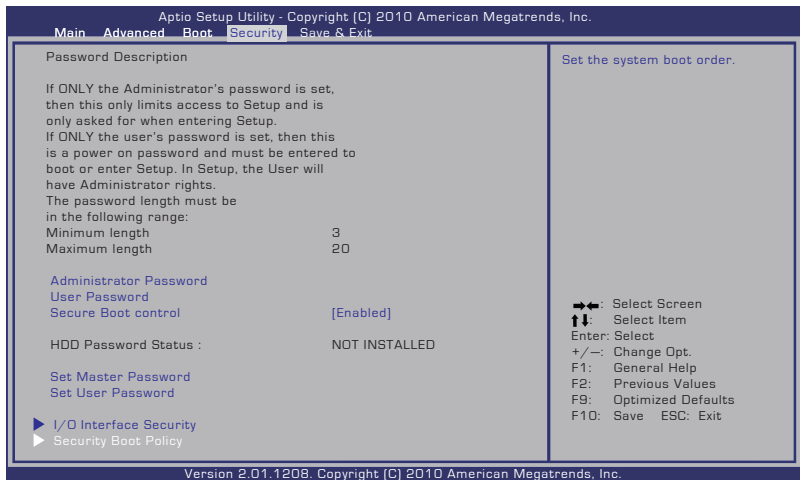 Aptio Setup Utility - Copyright (C) 2010 American Megatrends, Inc.
Main Advanced Boot Security Save & Exit
Password Description
If ONLY the Administrator's password is set,
then this only limits access to Setup and is
only asked for when entering Setup.
If ONLY the user's password is set, then this
is a power on password and must be entered to
boot or enter Setup. In Setup, the User will
have Administrator rights.
The password length must be
in the following range:
Minimum length 3
Maximum length 20
Administrator Password
User Password
Secure Boot control [Enabled]
HDD Password Status : NOT INSTALLED
Set Master Password
Set User Password
I/O Interface Security
Security Boot Policy
Set the system boot order.
→←: Select Screen
↑↓: Select Item
Enter: Select
+/—: Change Opt.
F1: General Help
F2: Previous Values
F9: Optimized Defaults
F10: Save ESC: Exit
Version 2.01.1208. Copyright (C) 2010 American Megatrends, Inc.